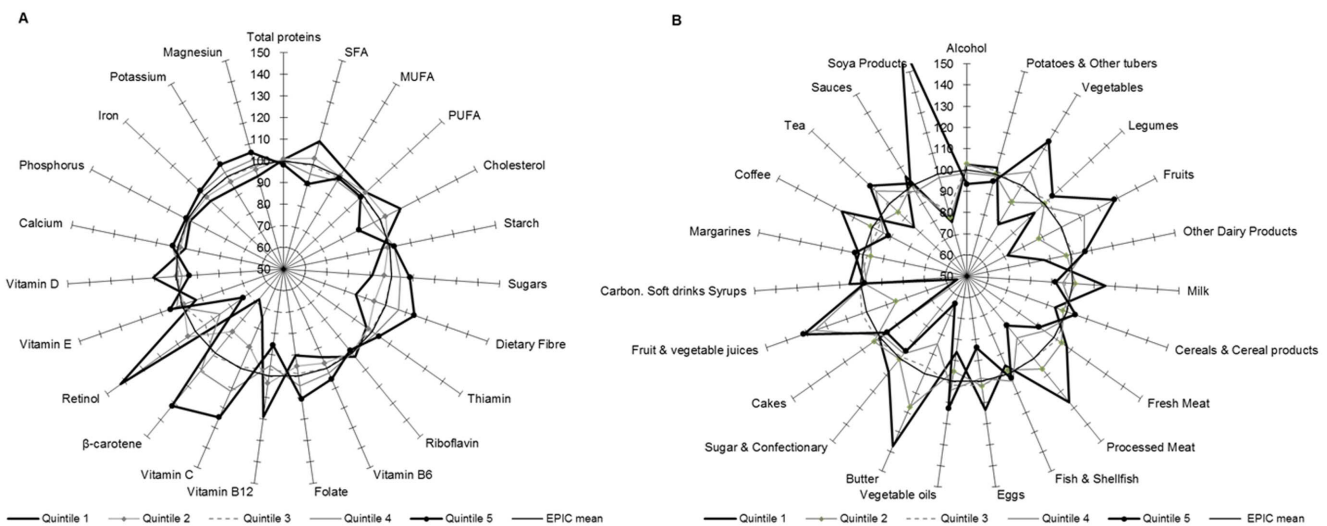 A
Total proteins
SFA
MUFA
PUFA
Cholesterol
Starch
Sugars
Dietary Fibre
Thiamin
Riboflavin
Vitamin B6
Folate
Vitamin B12
Vitamin C
β-carotene
Retinol
Vitamin E
Vitamin D
Calcium
Phosphorus
Iron
Potassium
Magnesiun
150
140
130
120
110
100
90
80
70
60
50
Quintile 1 Quintile 2 Quintile 3 Quintile 4 Quintile 5 EPIC mean
B
Alcohol
Potatoes & Other tubers
Vegetables
Legumes
Fruits
Other Dairy Products
Milk
Cereals & Cereal products
Fresh Meat
Processed Meat
Fish & Shellfish
Eggs
Vegetable oils
Butter
Sugar & Confectionary
Cakes
Fruit & vegetable juices
Carbon. Soft drinks Syrups
Margarines
Coffee
Tea
Sauces
Soya Products
150
140
130
120
110
100
90
80
70
60
50
Quintile 1 Quintile 2 Quintile 3 Quintile 4 Quintile 5 EPIC mean